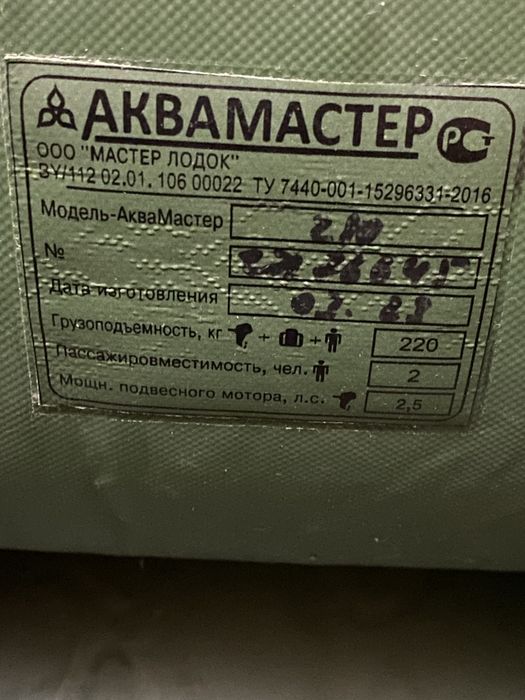 АКВАМАСТЕР РСТ
ООО "МАСТЕР ЛОДОК"
BY/112 02.01. 106 00022 ТУ 7440-001-15296331-2016
Модель-АкваМастер
№
Дата изготовления
Грузоподъемность, кг + + 220
Пассажировместимость, чел. 2
Мощн. подвесного мотора, л.с. 2,5